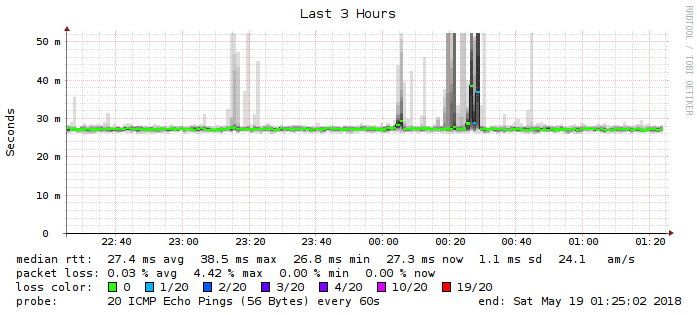 Last 3 Hours
RRDTOOL / TOBI OETIKER
Seconds
50 m
40 m
30 m
20 m
10 m
0
22:40 23:00 23:20 23:40 00:00 00:20 00:40 01:00 01:20
median rtt: 27.4 ms avg 38.5 ms max 26.8 ms min 27.3 ms now 1.1 ms sd 24.1 am/s
packet loss: 0.03 % avg 4.42 % max 0.00 % min 0.00 % now
loss color: 0 1/20 2/20 3/20 4/20 10/20 19/20
probe: 20 ICMP Echo Pings (56 Bytes) every 60s end: Sat May 19 01:25:02 2018